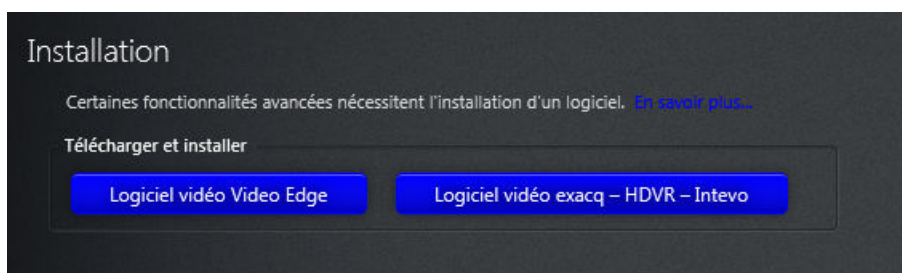 Installation
Certaines fonctionnalités avancées nécessitent l'installation d'un logiciel. En savoir plus...
Télécharger et installer
Logiciel vidéo Video Edge
Logiciel vidéo exacq – HDVR – Intevo